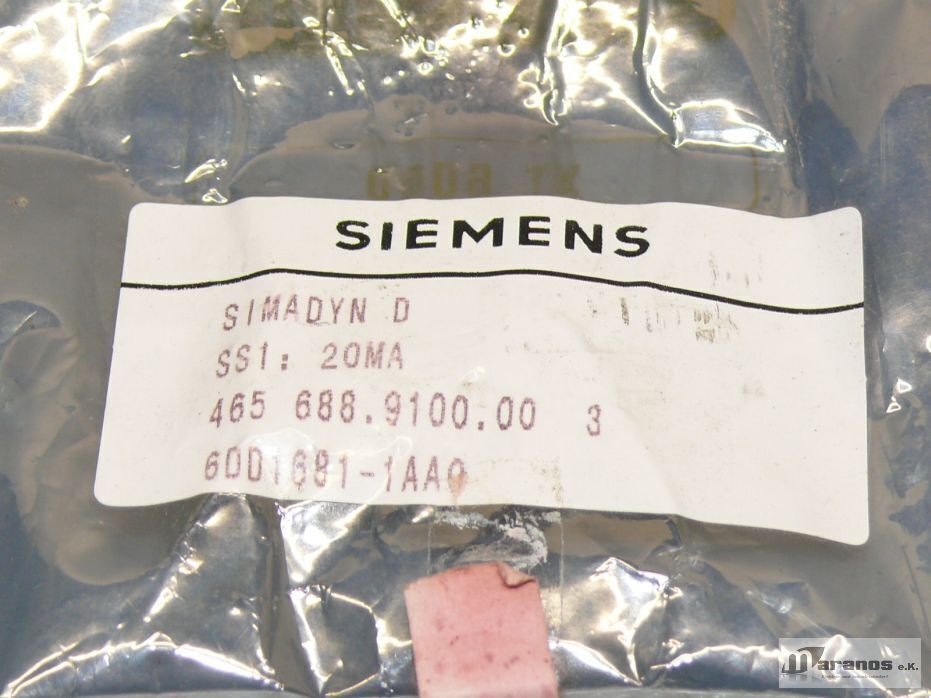 SIEMENS
SIMADYN D
SS1: 20MA
465 688.9100.00 3
6DD1681-1AA0
Maranos e.K.